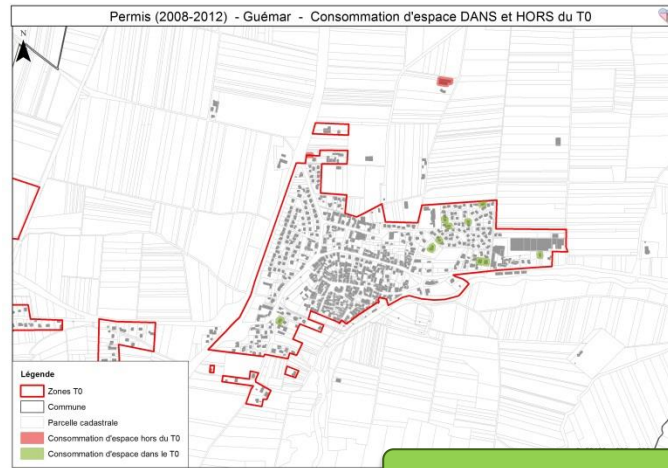 Permis (2008-2012) - Guémar - Consommation d'espace DANS et HORS du T0
N
Légende
Zones T0
Commune
Parcelle cadastrale
Consommation d'espace hors du T0
Consommation d'espace dans le T0